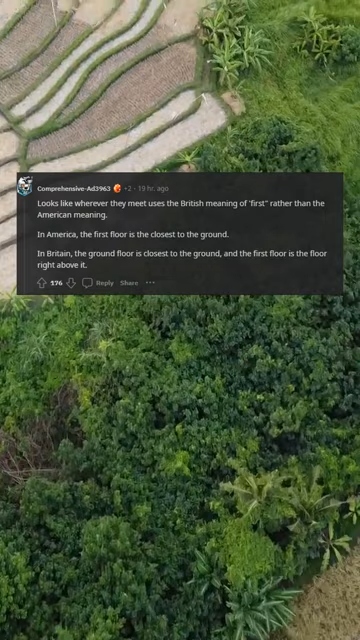 Comprehensive-Ad3963 +2 · 19 hr. ago
Looks like wherever they meet uses the British meaning of 'first" rather than the
American meaning.
In America, the first floor is the closest to the ground.
In Britain, the ground floor is closest to the ground, and the first floor is the floor
right above it.
176 Reply Share ...